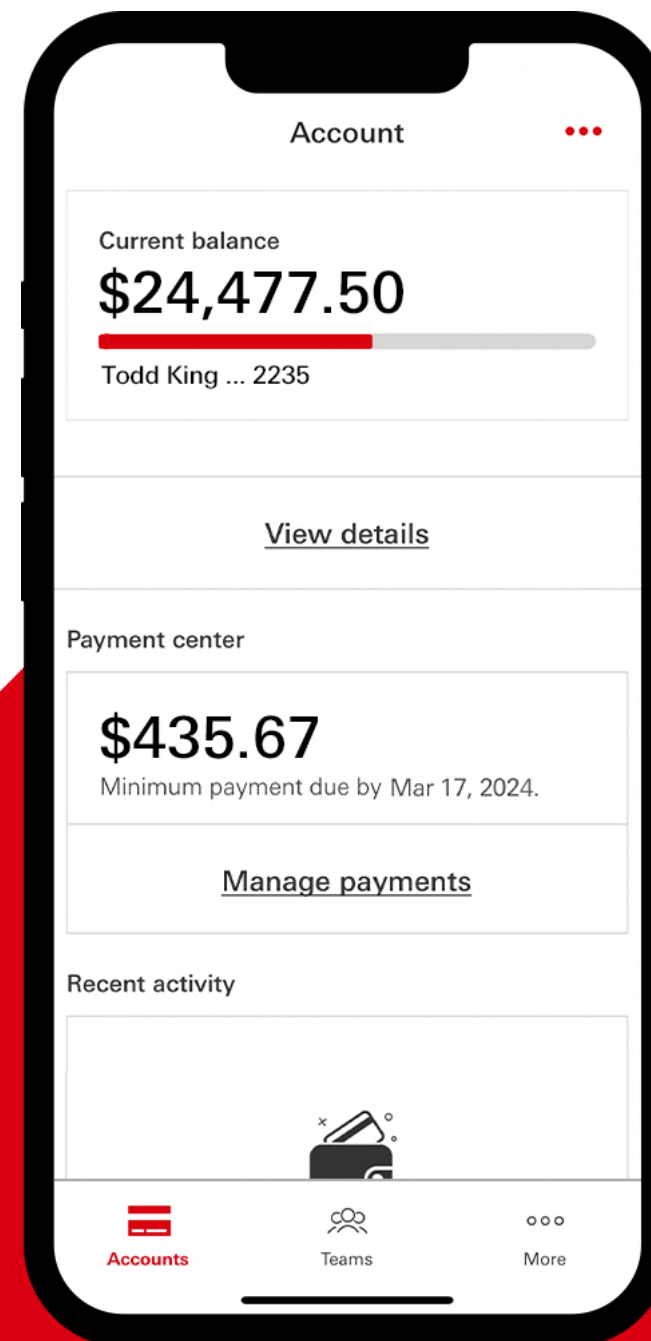 Account
Current balance
$24,477.50
Todd King ... 2235
View details
Payment center
$435.67
Minimum payment due by Mar 17, 2024.
Manage payments
Recent activity
Accounts
Teams
More